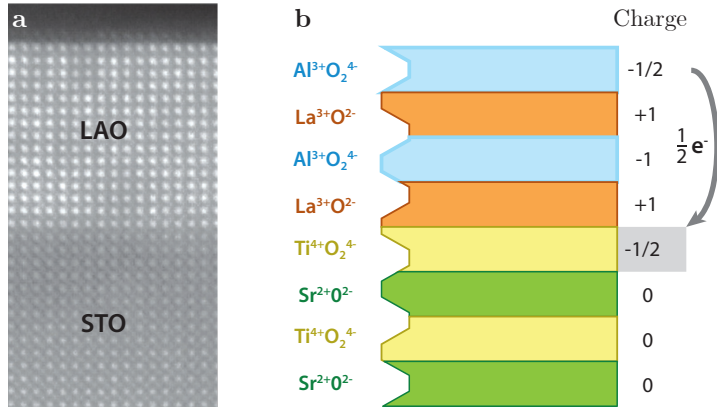 a
LAO
STO
b
Charge
Al³⁺O₂⁴⁻
-1/2
La³⁺O²⁻
+1
Al³⁺O₂⁴⁻
-1
1/2 e⁻
La³⁺O²⁻
+1
Ti⁴⁺O₂⁴⁻
-1/2
Sr²⁺0²⁻
0
Ti⁴⁺O₂⁴⁻
0
Sr²⁺0²⁻
0